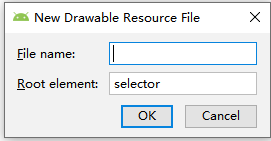 New Drawable Resource File
File name:
Root element: selector
OK Cancel